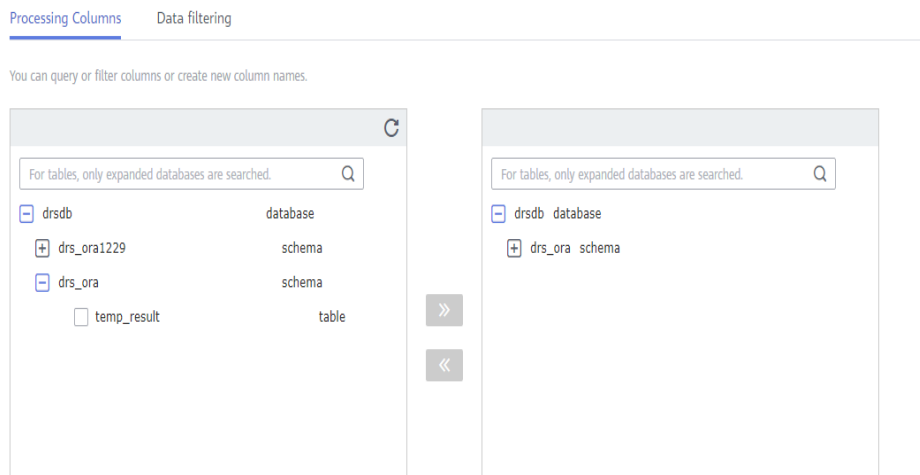 Processing Columns Data filtering
You can query or filter columns or create new column names.
For tables, only expanded databases are searched.
drsdb database
drs_ora1229 schema
drs_ora schema
temp_result table
For tables, only expanded databases are searched.
drsdb database
drs_ora schema